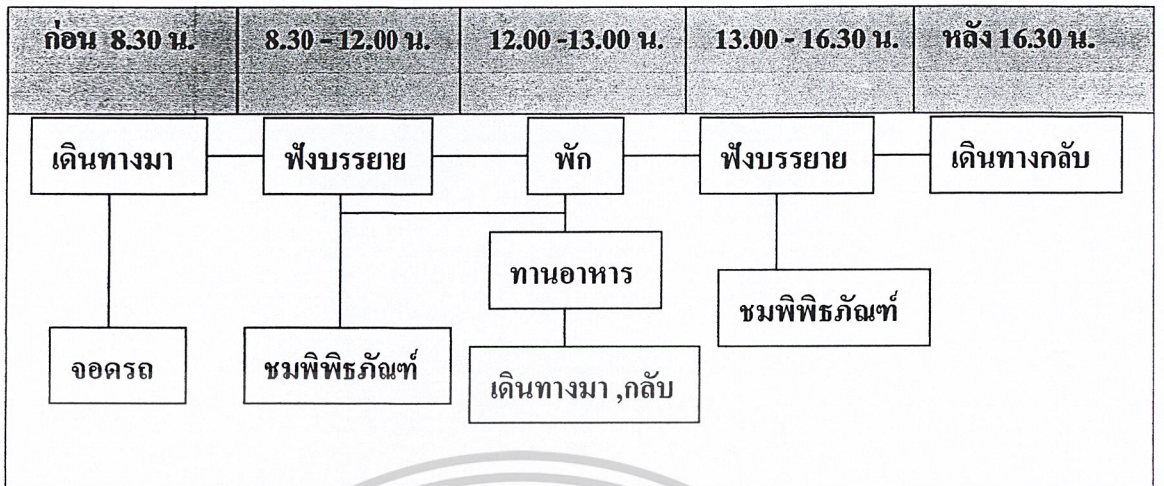 ก่อน 8.30 น. 8.30 – 12.00 น. 12.00 -13.00 น. 13.00 - 16.30 น. หลัง 16.30 น.
เดินทางมา ฟังบรรยาย พัก ฟังบรรยาย เดินทางกลับ
ทานอาหาร
ชมพิพิธภัณฑ์
จอดรถ ชมพิพิธภัณฑ์
เดินทางมา ,กลับ